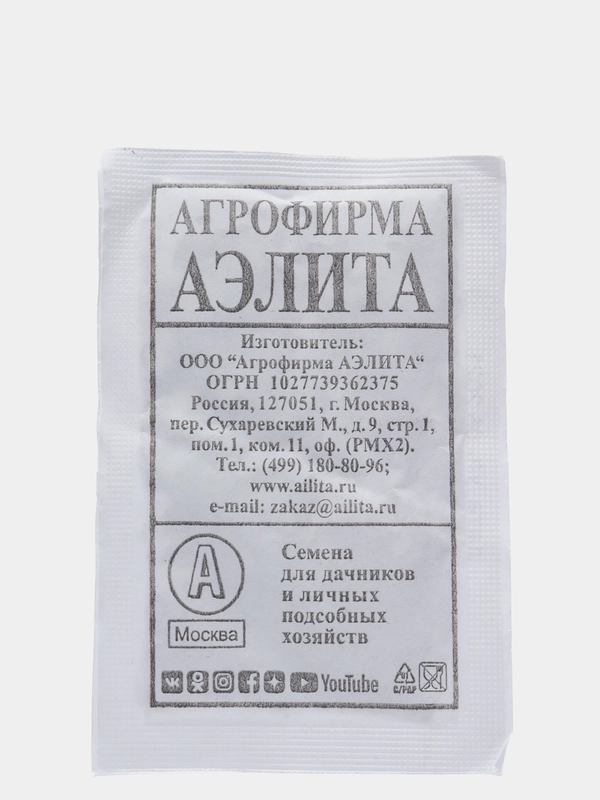 АГРОФИРМА
АЭЛИТА
Изготовитель:
ООО “Агрофирма АЭЛИТА“
ОГРН 1027739362375
Россия, 127051, г. Москва,
пер. Сухаревский М., д. 9, стр. 1,
пом. 1, ком. 11, оф. (РМХ2).
Тел.: (499) 180-80-96;
www.ailita.ru
e-mail: zakaz@ailita.ru
А
Москва
Семена
для дачников
и личных
подсобных
хозяйств
YouTube
C/PAP